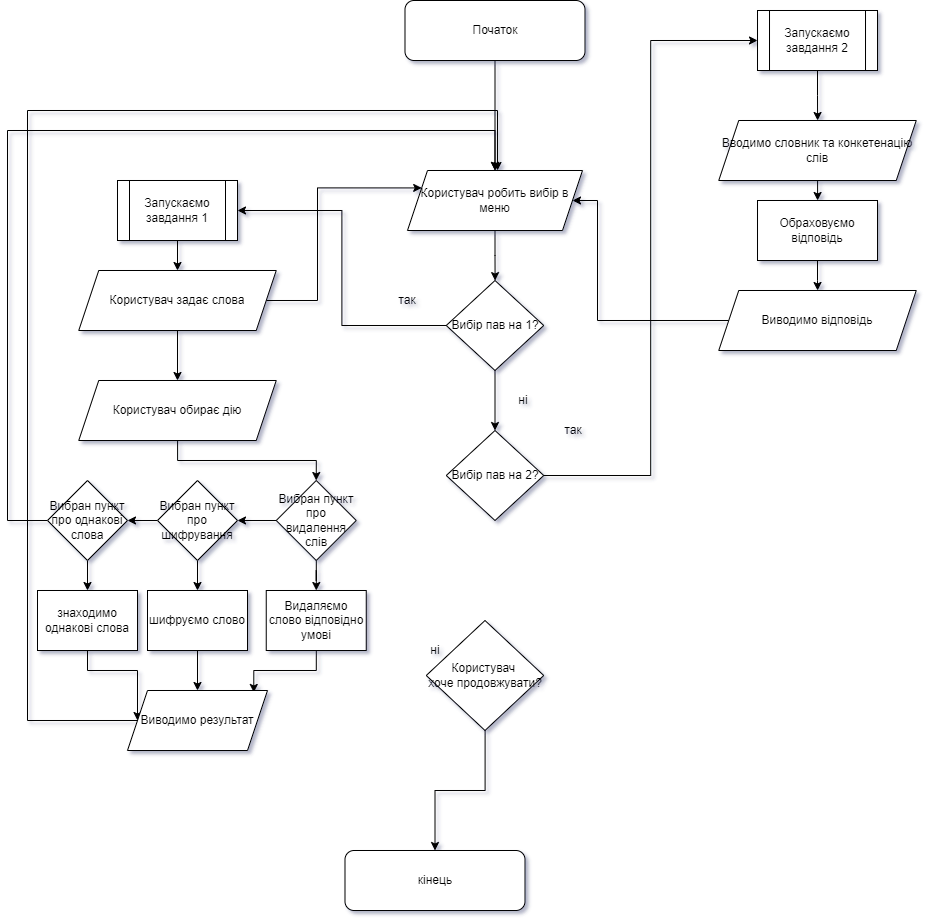 Початок
Запускаємо
завдання 2
Вводимо словник та конкетенацію
слів
Користувач робить вибір в
меню
Запускаємо
завдання 1
Обраховуємо
відповідь
Користувач задає слова
так
Вибір пав на 1?
Виводимо відповідь
Користувач обирає дію
ні
так
Вибір пав на 2?
Вибран пункт
про однакові
слова
Вибран пункт
про
шифрування
Вибран пункт
про
видалення
слів
знаходимо
однакові слова
шифруємо слово
Видаляємо
слово відповідно
умові
ні
Користувач
хоче продовжувати?
Виводимо результат
кінець